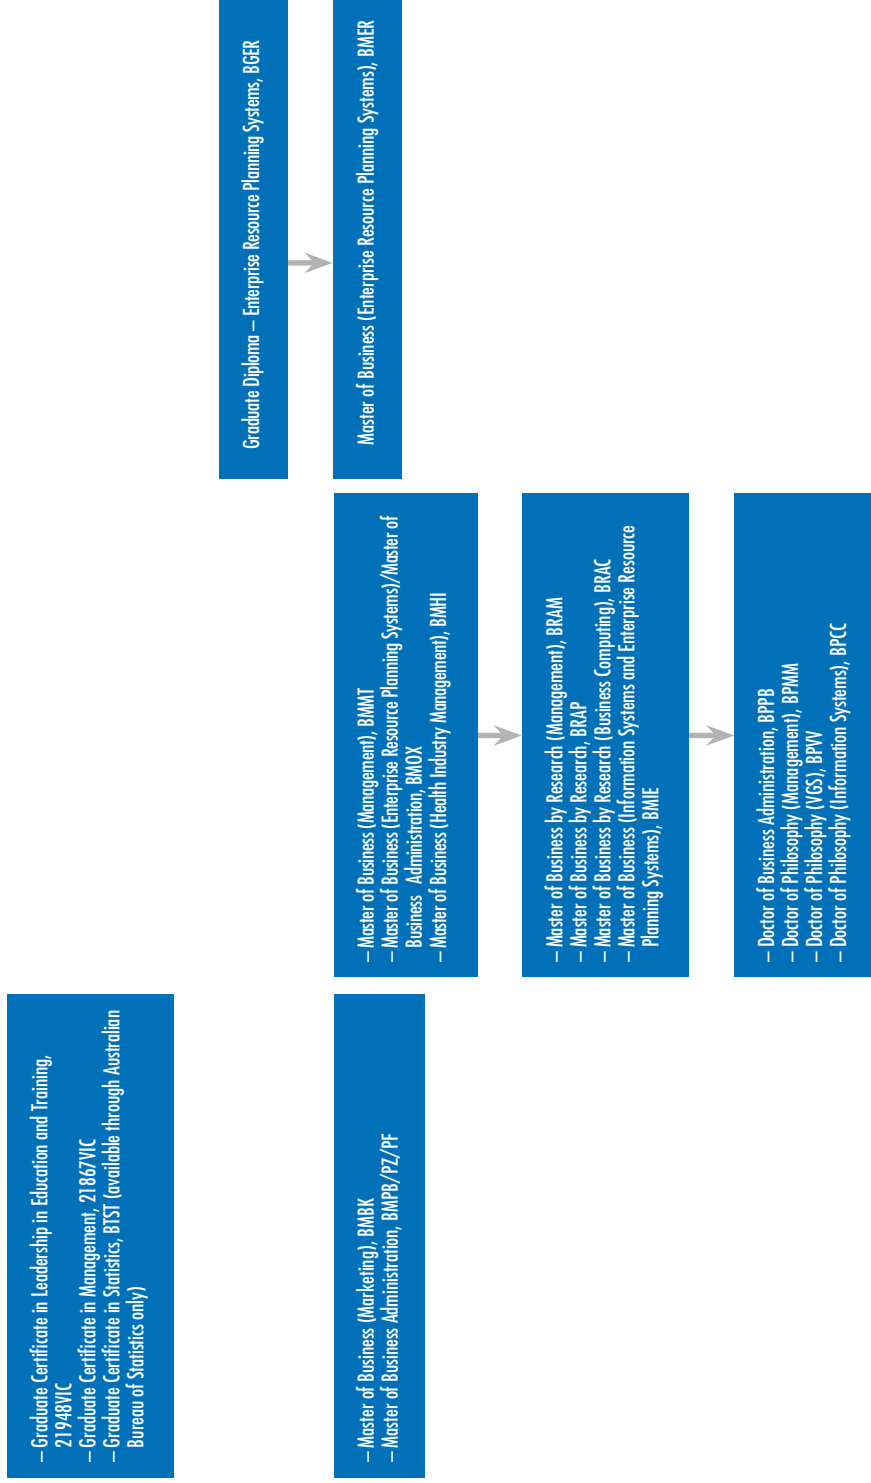 – Graduate Certificate in Leadership in Education and Training,
21948VIC
– Graduate Certificate in Management, 21867VIC
– Graduate Certificate in Statistics, BTST (available through Australian
Bureau of Statistics only)
– Master of Business (Marketing), BMBK
– Master of Business Administration, BMPB/PZ/PF
– Master of Business (Management), BMMT
– Master of Business (Enterprise Resource Planning Systems)/Master of
Business Administration, BMOX
– Master of Business (Health Industry Management), BMHI
– Master of Business by Research (Management), BRAM
– Master of Business by Research, BRAP
– Master of Business by Research (Business Computing), BRAC
– Master of Business (Information Systems and Enterprise Resource
Planning Systems), BMIE
– Doctor of Business Administration, BPPB
– Doctor of Philosophy (Management), BPMM
– Doctor of Philosophy (VGS), BPVV
– Doctor of Philosophy (Information Systems), BPCC
Graduate Diploma – Enterprise Resource Planning Systems, BGER
Master of Business (Enterprise Resource Planning Systems), BMER